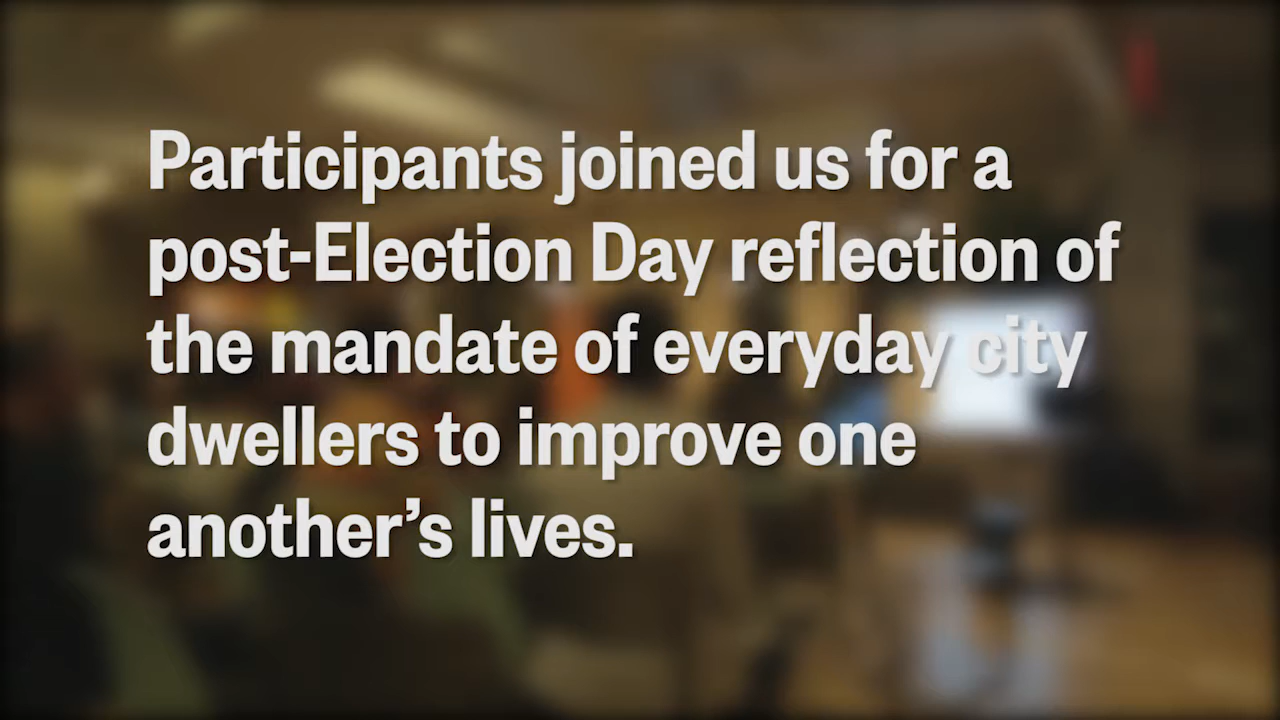 Participants joined us for a
post-Election Day reflection of
the mandate of everyday city
dwellers to improve one
another’s lives.